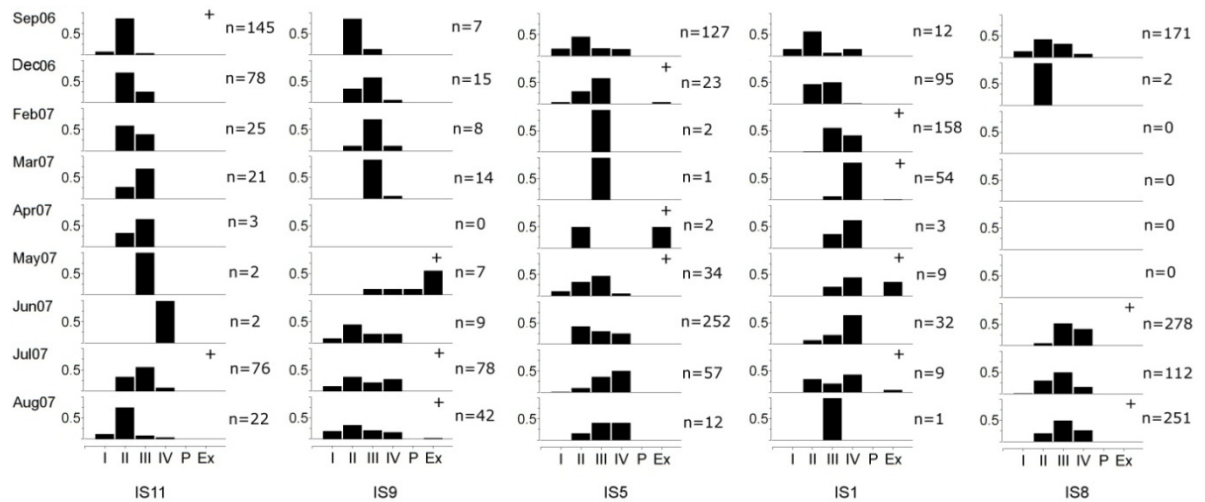 Sep06 0.5 + n=145 0.5 n=7 0.5 n=127 0.5 n=12 0.5 n=171
Dec06 0.5 n=78 0.5 n=15 0.5 + n=23 0.5 n=95 0.5 n=2
Feb07 0.5 n=25 0.5 n=8 0.5 n=2 0.5 + n=158 0.5 n=0
Mar07 0.5 n=21 0.5 n=14 0.5 n=1 0.5 + n=54 0.5 n=0
Apr07 0.5 n=3 0.5 n=0 0.5 + n=2 0.5 n=3 0.5 n=0
May07 0.5 n=2 0.5 + n=7 0.5 + n=34 0.5 + n=9 0.5 n=0
Jun07 0.5 n=2 0.5 n=9 0.5 n=252 0.5 n=32 0.5 + n=278
Jul07 0.5 + n=76 0.5 + n=78 0.5 n=57 0.5 + n=9 0.5 n=112
Aug07 0.5 n=22 0.5 + n=42 0.5 n=12 0.5 n=1 0.5 + n=251
I II III IV P Ex I II III IV P Ex I II III IV P Ex I II III IV P Ex I II III IV P Ex
IS11 IS9 IS5 IS1 IS8